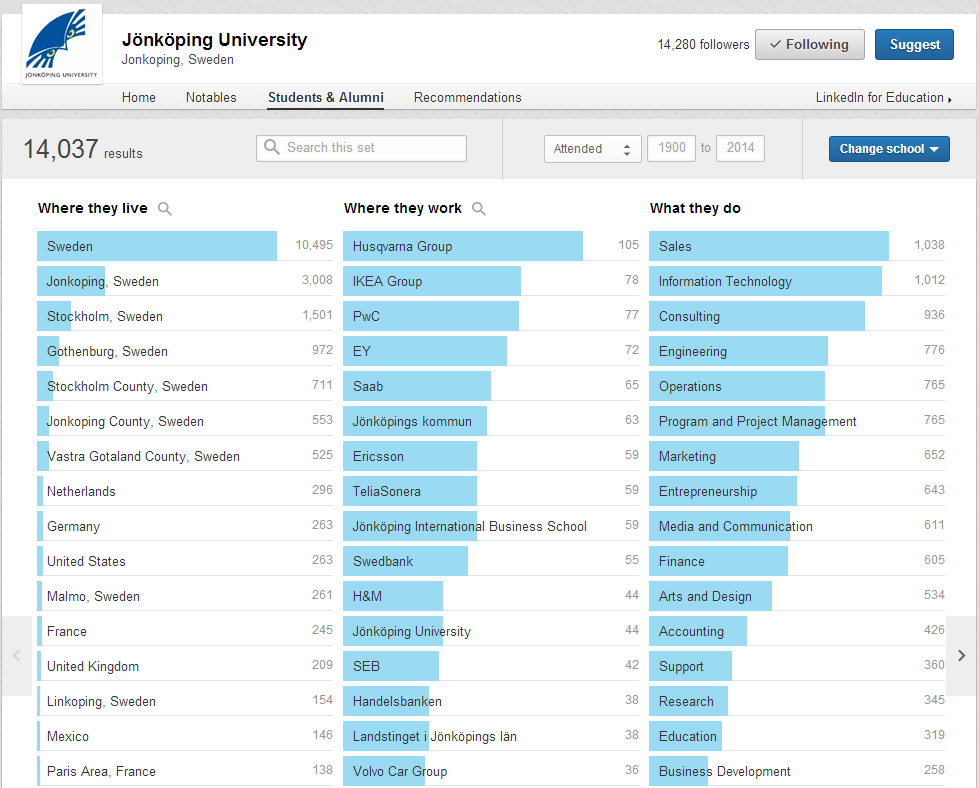 JÖNKÖPING UNIVERSITY
Jönköping University
Jonkoping, Sweden
14,280 followers
✓ Following
Suggest
Home Notables Students & Alumni Recommendations LinkedIn for Education
14,037 results
Search this set
Attended 1900 to 2014
Change school
Where they live
Sweden 10,495
Jonkoping, Sweden 3,008
Stockholm, Sweden 1,501
Gothenburg, Sweden 972
Stockholm County, Sweden 711
Jonkoping County, Sweden 553
Vastra Gotaland County, Sweden 525
Netherlands 296
Germany 263
United States 263
Malmo, Sweden 261
France 245
United Kingdom 209
Linkoping, Sweden 154
Mexico 146
Paris Area, France 138
Where they work
Husqvarna Group 105
IKEA Group 78
PwC 77
EY 72
Saab 65
Jönköpings kommun 63
Ericsson 59
TeliaSonera 59
Jönköping International Business School 59
Swedbank 55
H&M 44
Jönköping University 44
SEB 42
Handelsbanken 38
Landstinget i Jönköpings län 38
Volvo Car Group 36
What they do
Sales 1,038
Information Technology 1,012
Consulting 936
Engineering 776
Operations 765
Program and Project Management 765
Marketing 652
Entrepreneurship 643
Media and Communication 611
Finance 605
Arts and Design 534
Accounting 426
Support 360
Research 345
Education 319
Business Development 258